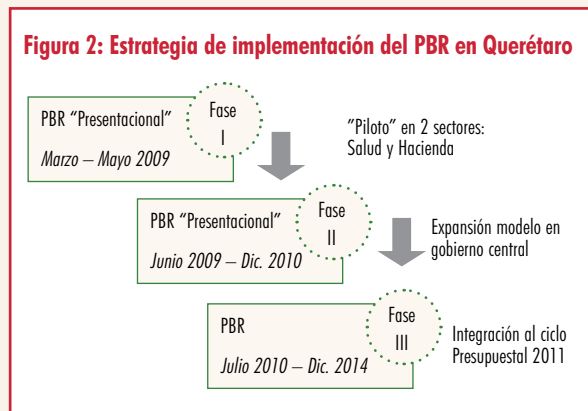 Figura 2: Estrategia de implementación del PBR en Querétaro
PBR “Presentacional”
Marzo – Mayo 2009
Fase
I
"Piloto” en 2 sectores:
Salud y Hacienda
PBR “Presentacional”
Junio 2009 – Dic. 2010
Fase
II
Expansión modelo en
gobierno central
PBR
Julio 2010 – Dic. 2014
Fase
III
Integración al ciclo
Presupuestal 2011